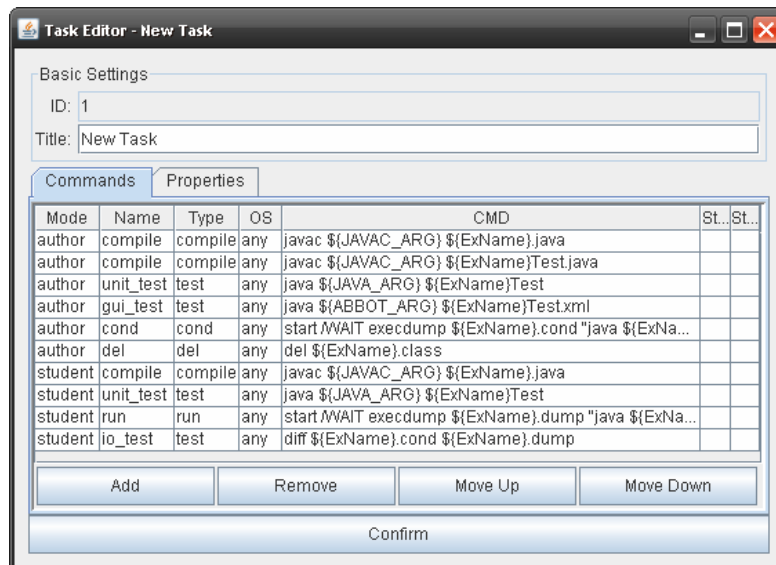 Task Editor - New Task
Basic Settings
ID: 1
Title: New Task
Commands Properties
Mode Name Type OS CMD St... St...
author compile compile any javac ${JAVAC_ARG} ${ExName}.java
author compile compile any javac ${JAVAC_ARG} ${ExName}Test.java
author unit_test test any java ${JAVA_ARG} ${ExName}Test
author gui_test test any java ${ABBOT_ARG} ${ExName}Test.xml
author cond cond any start /WAIT execdump ${ExName}.cond "java ${ExNa...
author del del any del ${ExName}.class
student compile compile any javac ${JAVAC_ARG} ${ExName}.java
student unit_test test any java ${JAVA_ARG} ${ExName}Test
student run run any start /WAIT execdump ${ExName}.dump "java ${ExNa...
student io_test test any diff ${ExName}.cond ${ExName}.dump
Add Remove Move Up Move Down
Confirm